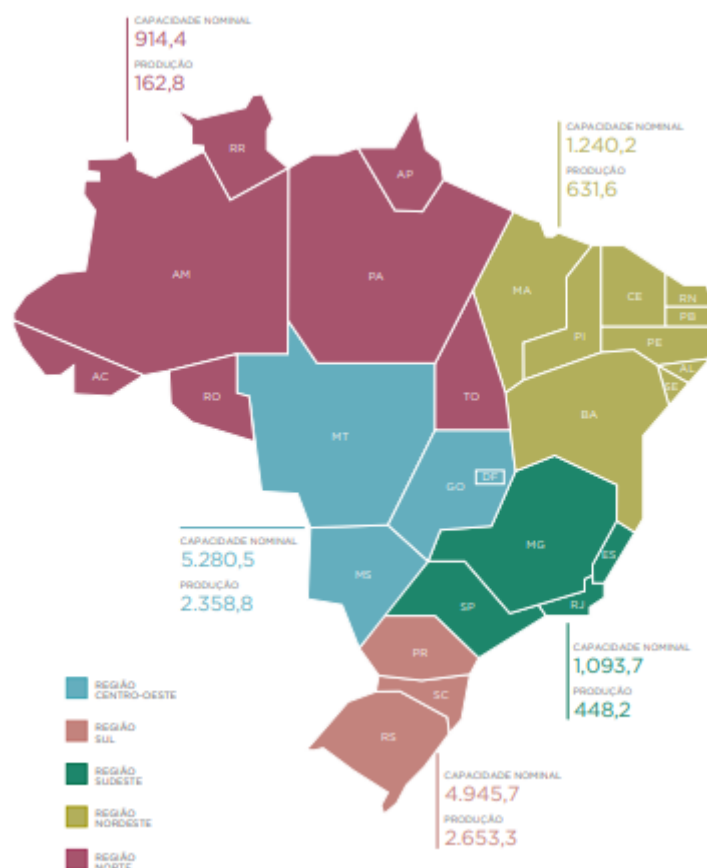 CAPACIDADE NOMINAL
914,4
PRODUÇÃO
162,8
CAPACIDADE NOMINAL
1.240,2
PRODUÇÃO
631,6
RR
AP
AM
PA
MA
CE
RN
PB
PI
PE
AL
SE
AC
RO
TO
BA
MT
GO
DF
MG
ES
CAPACIDADE NOMINAL
5.280,5
PRODUÇÃO
2.358,8
MS
SP
RJ
CAPACIDADE NOMINAL
1,093,7
PRODUÇÃO
448,2
PR
SC
RS
REGIÃO
CENTRO-OESTE
REGIÃO
SUL
REGIÃO
SUDESTE
REGIÃO
NORDESTE
REGIÃO
NORTE
CAPACIDADE NOMINAL
4.945,7
PRODUÇÃO
2.653,3